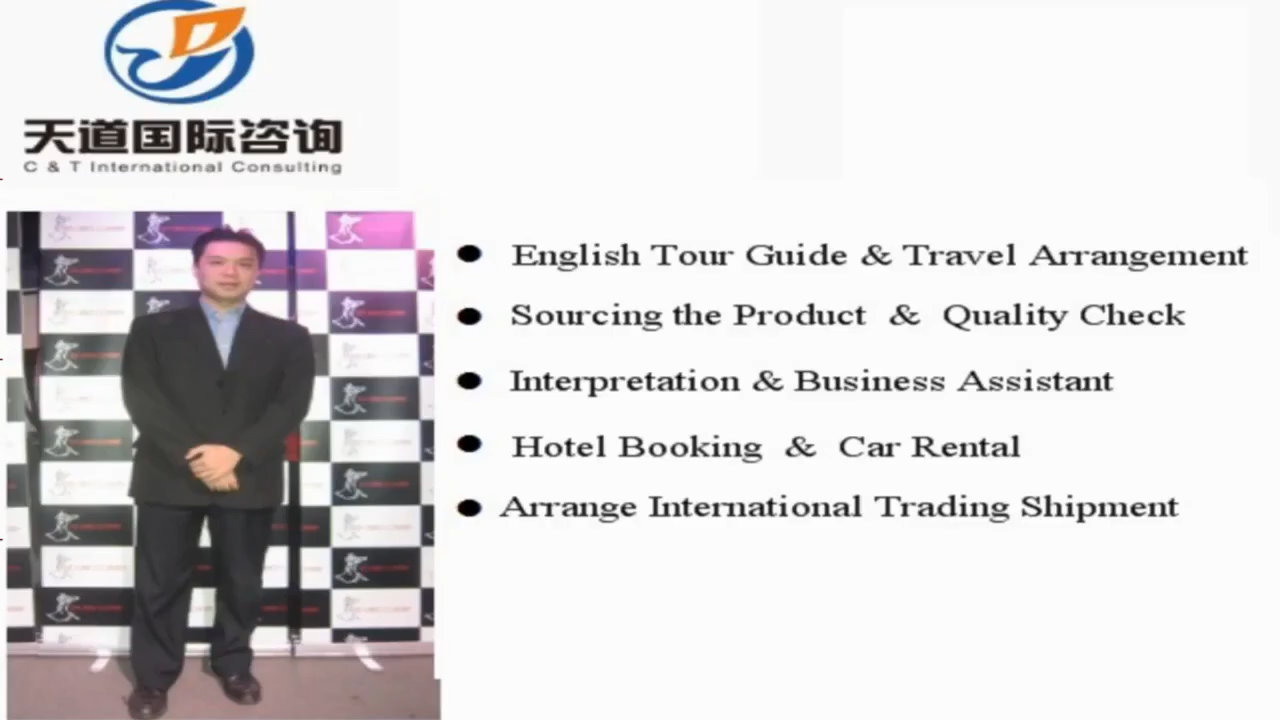 天道国际咨询
C & T International Consulting
● English Tour Guide & Travel Arrangement
● Sourcing the Product & Quality Check
● Interpretation & Business Assistant
● Hotel Booking & Car Rental
● Arrange International Trading Shipment